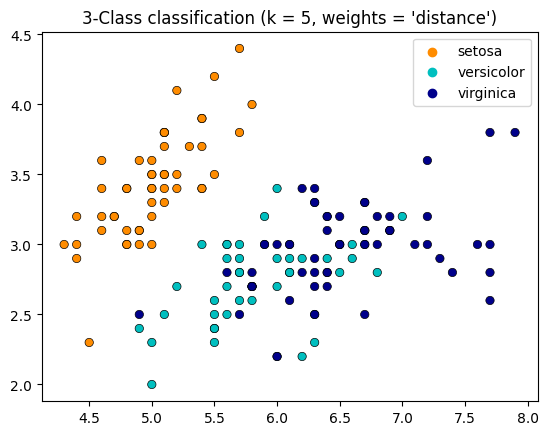 3-Class classification (k = 5, weights = 'distance')
setosa
versicolor
virginica
4.5
4.0
3.5
3.0
2.5
2.0
4.5 5.0 5.5 6.0 6.5 7.0 7.5 8.0